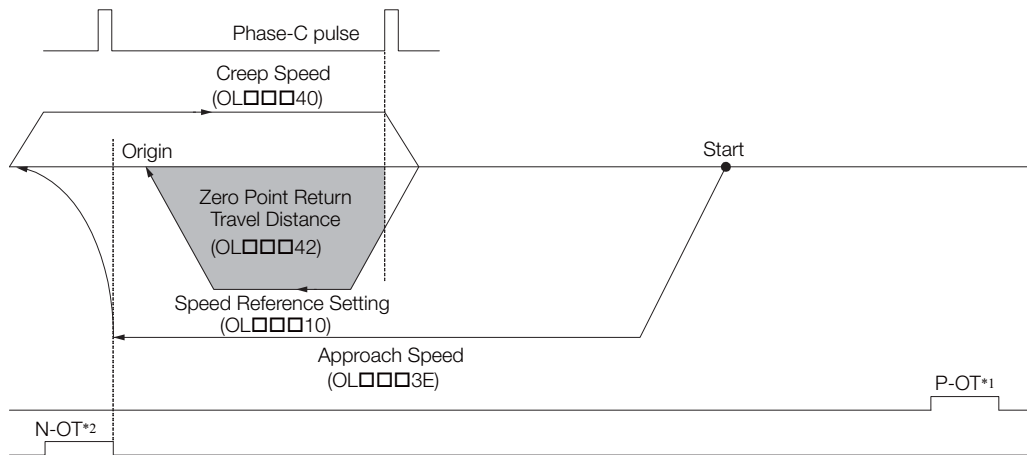 Phase-C pulse
Creep Speed
(OL□□□40)
Origin
Start
Zero Point Return
Travel Distance
(OL□□□42)
Speed Reference Setting
(OL□□□10)
Approach Speed
(OL□□□3E)
P-OT*1
N-OT*2